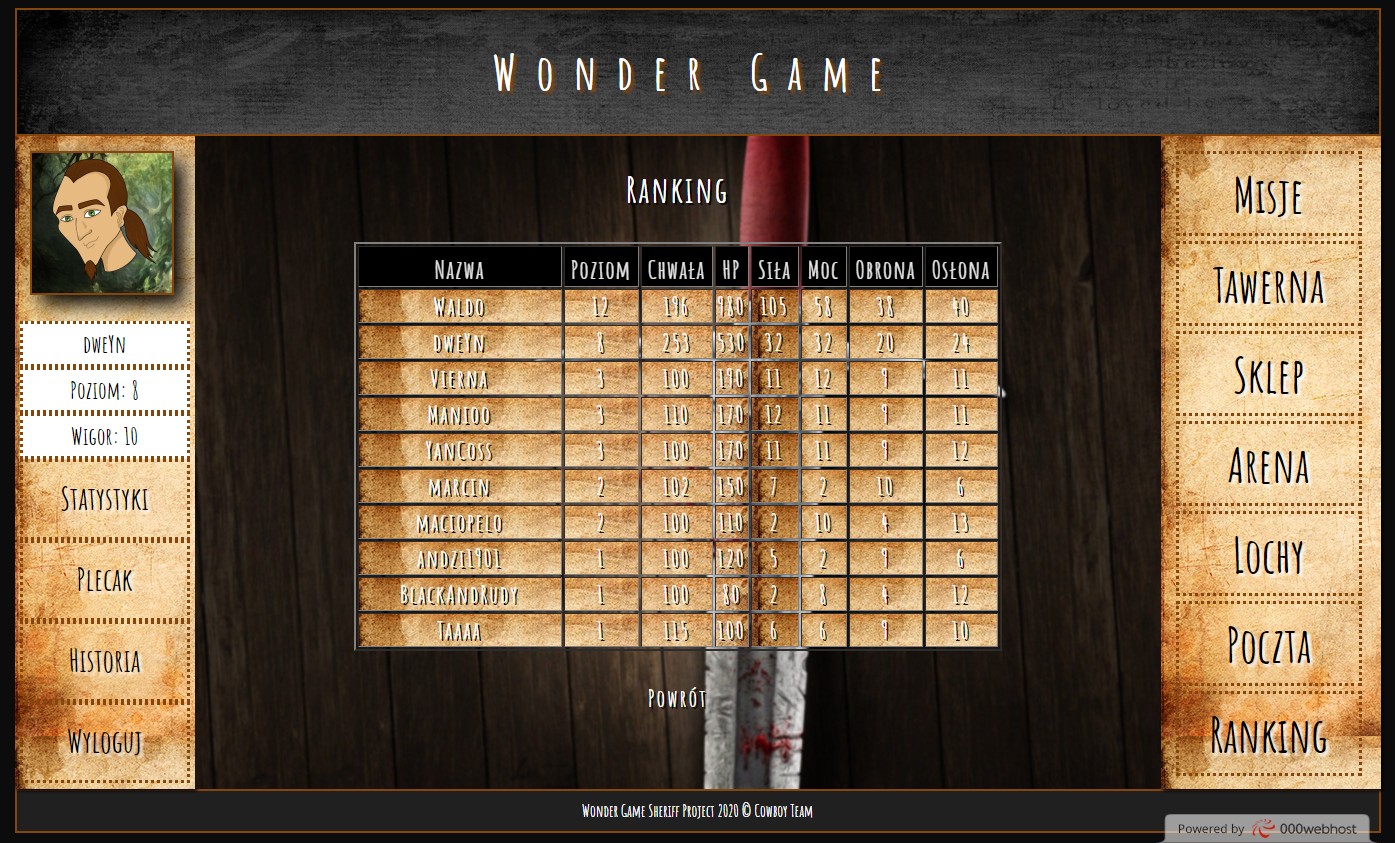 Wonder Game
dweYn
Poziom: 8
Wigor: 10
Statystyki
Plecak
Historia
Wyloguj
Ranking
Nazwa Poziom Chwała HP Siła Moc Obrona Osłona
Waldo 12 196 980 105 58 38 40
dweYn 8 253 530 32 32 20 24
Vierna 3 100 190 11 12 9 11
Manioo 3 110 170 12 11 9 11
YanCoss 3 100 170 11 11 9 12
marcin 2 102 150 7 2 10 6
maciopelo 2 100 110 2 10 4 13
andzi1901 1 100 120 5 2 9 6
BlackAndRudy 1 100 80 2 8 4 12
Taaaa 1 115 100 6 6 9 10
Powrót
Misje
Tawerna
Sklep
Arena
Lochy
Poczta
Ranking
Wonder Game Sheriff Project 2020 © Cowboy Team
Powered by 000webhost